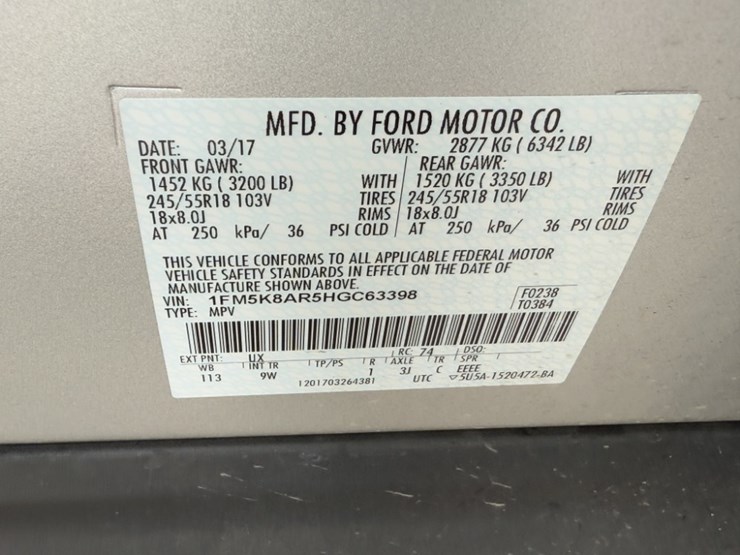 MFD. BY FORD MOTOR CO.
DATE: 03/17 GVWR: 2877 KG ( 6342 LB)
FRONT GAWR: REAR GAWR:
1452 KG ( 3200 LB) WITH 1520 KG ( 3350 LB) WITH
245/55R18 103V TIRES 245/55R18 103V TIRES
18x8.0J RIMS 18x8.0J RIMS
AT 250 kPa/ 36 PSI COLD AT 250 kPa/ 36 PSI COLD
THIS VEHICLE CONFORMS TO ALL APPLICABLE FEDERAL MOTOR
VEHICLE SAFETY STANDARDS IN EFFECT ON THE DATE OF
MANUFACTURE SHOWN ABOVE.
VIN: 1FM5K8AR5HGC63398 F0238
TYPE: MPV T0384
EXT PNT: UX RC: 74 DSO:
WB INT TR TP/PS R AXLE TR SPR
113 9W 1 3J C EEEE
1201703264381 UTC ▽5U5A-1520472-BA